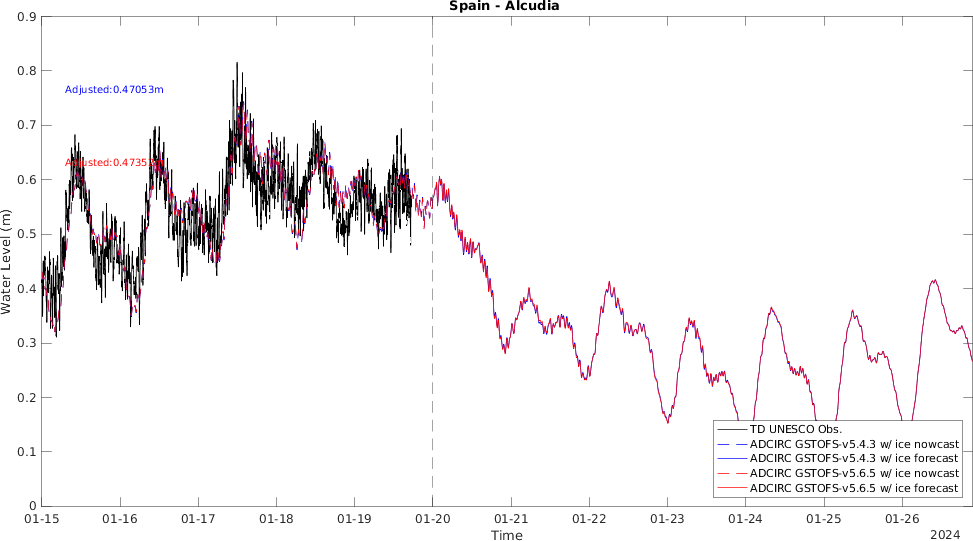 Spain - Alcudia
0.9
0.8
0.7
0.6
0.5
0.4
0.3
0.2
0.1
0
Water Level (m)
Adjusted:0.47053m
Adjusted:0.4735
TD UNESCO Obs.
ADCIRC GSTOFS-v5.4.3 w/ ice nowcast
ADCIRC GSTOFS-v5.4.3 w/ ice forecast
ADCIRC GSTOFS-v5.6.5 w/ ice nowcast
ADCIRC GSTOFS-v5.6.5 w/ ice forecast
01-15 01-16 01-17 01-18 01-19 01-20 01-21 01-22 01-23 01-24 01-25 01-26
Time
2024